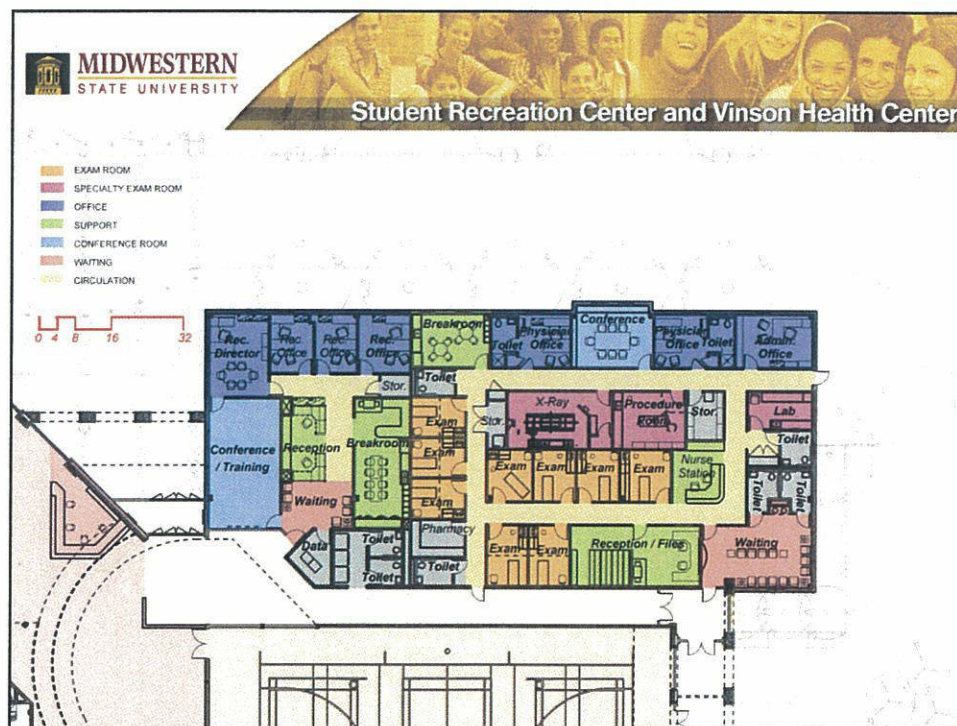 MIDWESTERN
STATE UNIVERSITY
Student Recreation Center and Vinson Health Center
EXAM ROOM
SPECIALTY EXAM ROOM
OFFICE
SUPPORT
CONFERENCE ROOM
WAITING
CIRCULATION
0 4 8 16 32
Rec. Director
Rec. Office
Rec. Office
Rec. Office
Breakroom
Toilet
Physician Office
Conference
Physician Office
Toilet
Admin. Office
Stor.
Toilet
Conference / Training
Reception
Breakroom
Exam
Exam
Exam
Stor.
X-Ray
Procedure Room
Stor.
Lab
Toilet
Exam
Exam
Exam
Exam
Nurse Station
Toilet
Toilet
Waiting
Data
Toilet
Toilet
Pharmacy
Toilet
Exam
Exam
Reception / Files
Waiting